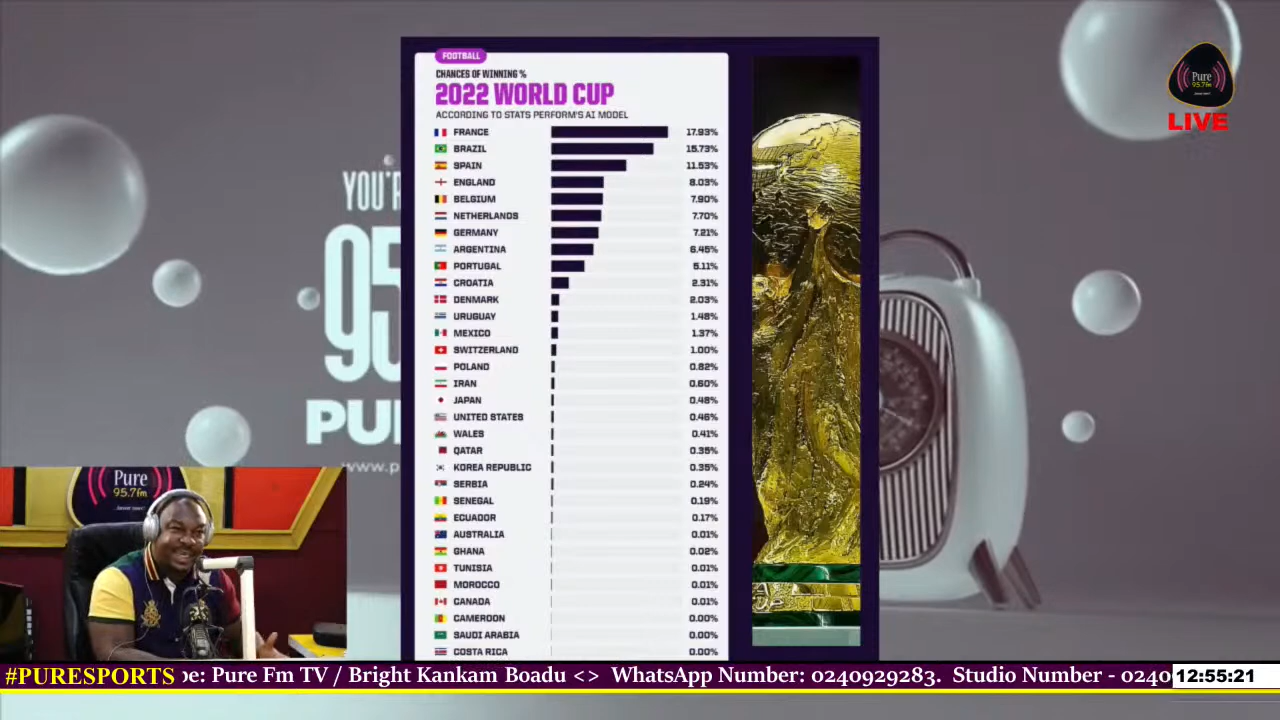 FOOTBALL
CHANCES OF WINNING %
2022 WORLD CUP
ACCORDING TO STATS PERFORM'S AI MODEL
FRANCE 17.93%
BRAZIL 15.73%
SPAIN 11.53%
ENGLAND 8.03%
BELGIUM 7.90%
NETHERLANDS 7.70%
GERMANY 7.21%
ARGENTINA 6.45%
PORTUGAL 5.11%
CROATIA 2.31%
DENMARK 2.03%
URUGUAY 1.48%
MEXICO 1.37%
SWITZERLAND 1.00%
POLAND 0.82%
IRAN 0.60%
JAPAN 0.48%
UNITED STATES 0.46%
WALES 0.41%
QATAR 0.35%
KOREA REPUBLIC 0.35%
SERBIA 0.24%
SENEGAL 0.19%
ECUADOR 0.17%
AUSTRALIA 0.01%
GHANA 0.02%
TUNISIA 0.01%
MOROCCO 0.01%
CANADA 0.01%
CAMEROON 0.00%
SAUDI ARABIA 0.00%
COSTA RICA 0.00%
Pure
95.7fm
LIVE
YOU'R
95
PU
www.p
Pure
95.7fm
#PURESPORTS e: Pure Fm TV / Bright Kankam Boadu <> WhatsApp Number: 0240929283. Studio Number - 0240
12:55:21